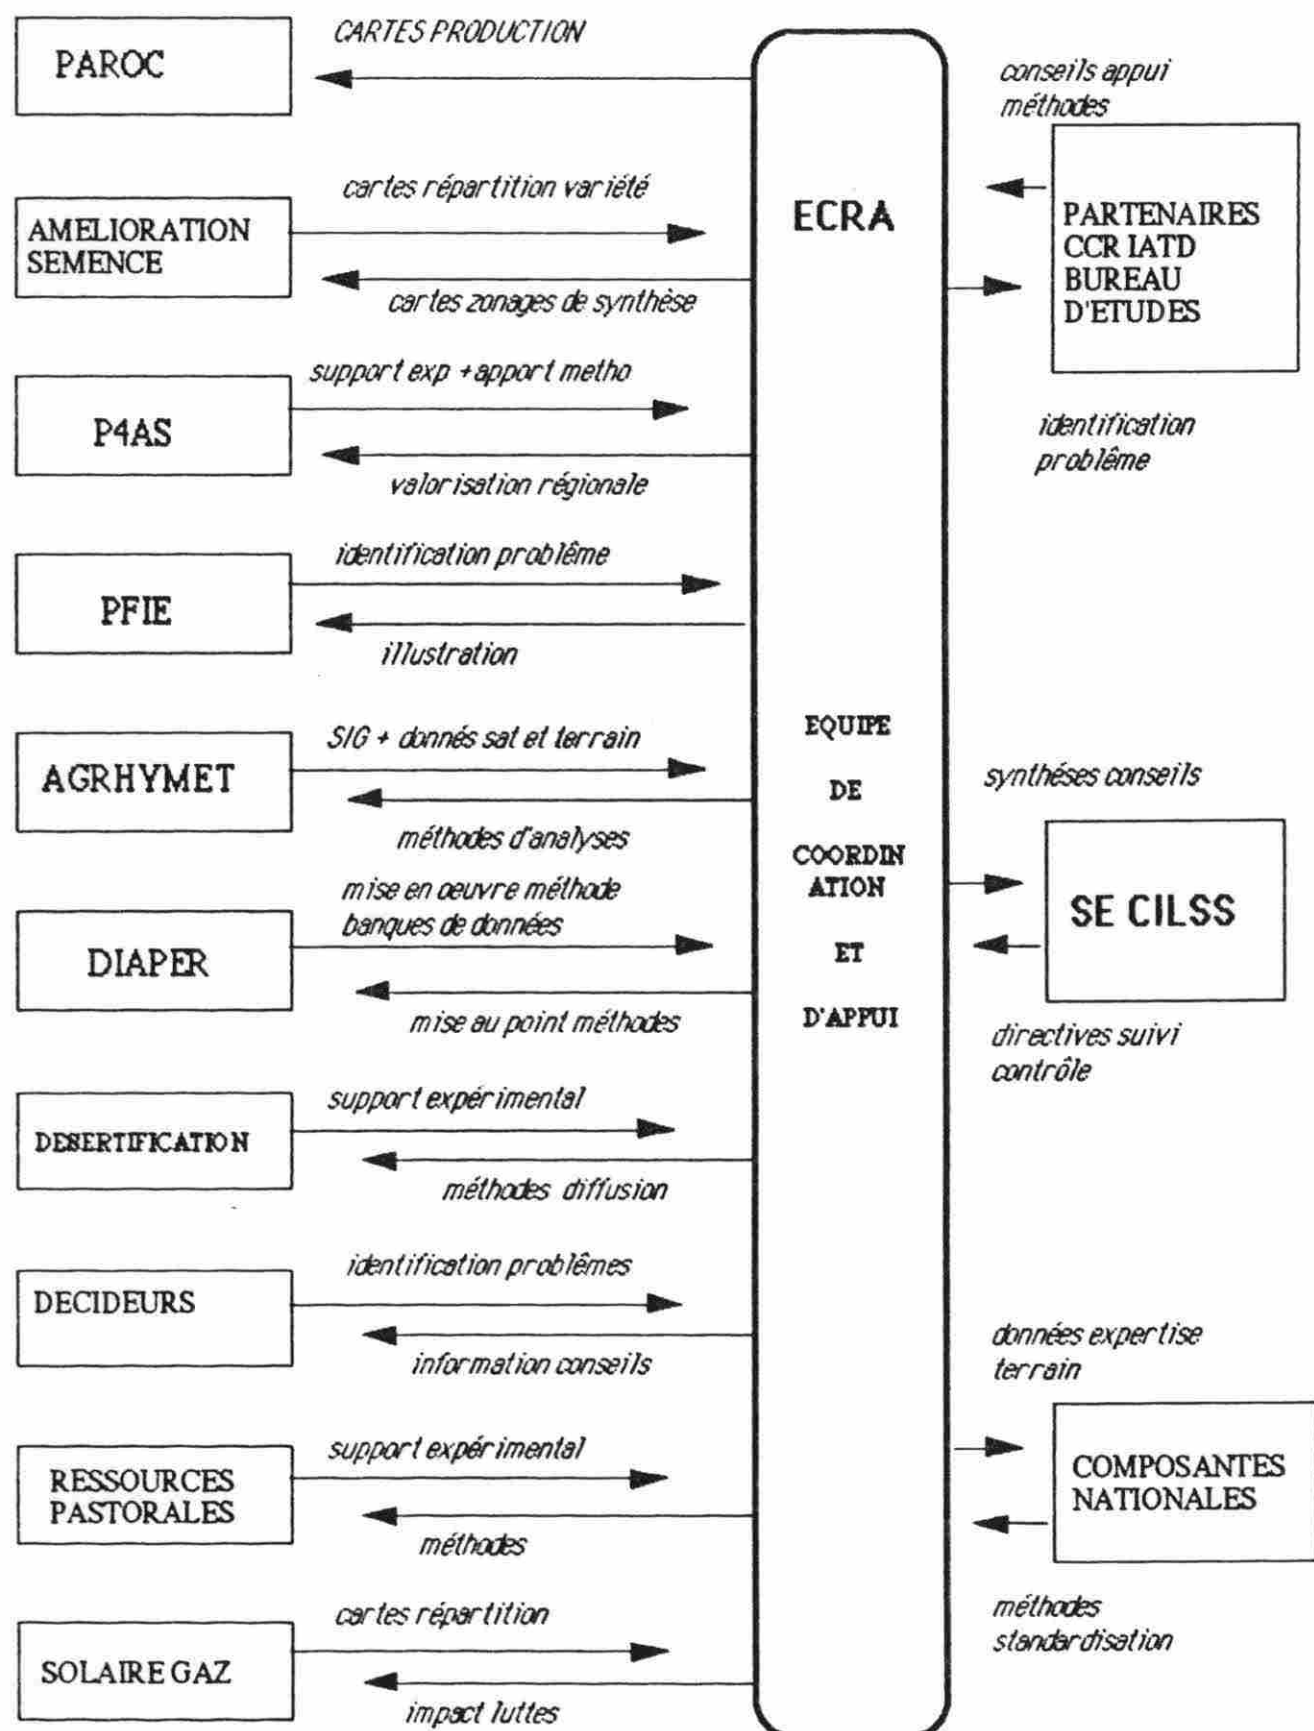 CARTES PRODUCTION
PAROC
cartes répartition variété
AMELIORATION
SEMENCE
cartes zonages de synthèse
support exp + apport metho
P4AS
valorisation régionale
identification problême
PFIE
illustration
SIG + donnés sat et terrain
AGRHYMET
méthodes d'analyses
mise en oeuvre méthode
banques de données
DIAPER
mise au point méthodes
support expérimental
DESERTIFICATION
méthodes diffusion
identification problêmes
DECIDEURS
information conseils
support expérimental
RESSOURCES
PASTORALES
méthodes
cartes répartition
SOLAIRE GAZ
impact luttes
ECRA
EQUIPE
DE
COORDIN
ATION
ET
D'APPUI
conseils appui
méthodes
PARTENAIRES
CCR IATD
BUREAU
D'ETUDES
identification
problême
synthéses conseils
SE CILSS
directives suivi
contrôle
données expertise
terrain
COMPOSANTES
NATIONALES
méthodes
standardisation